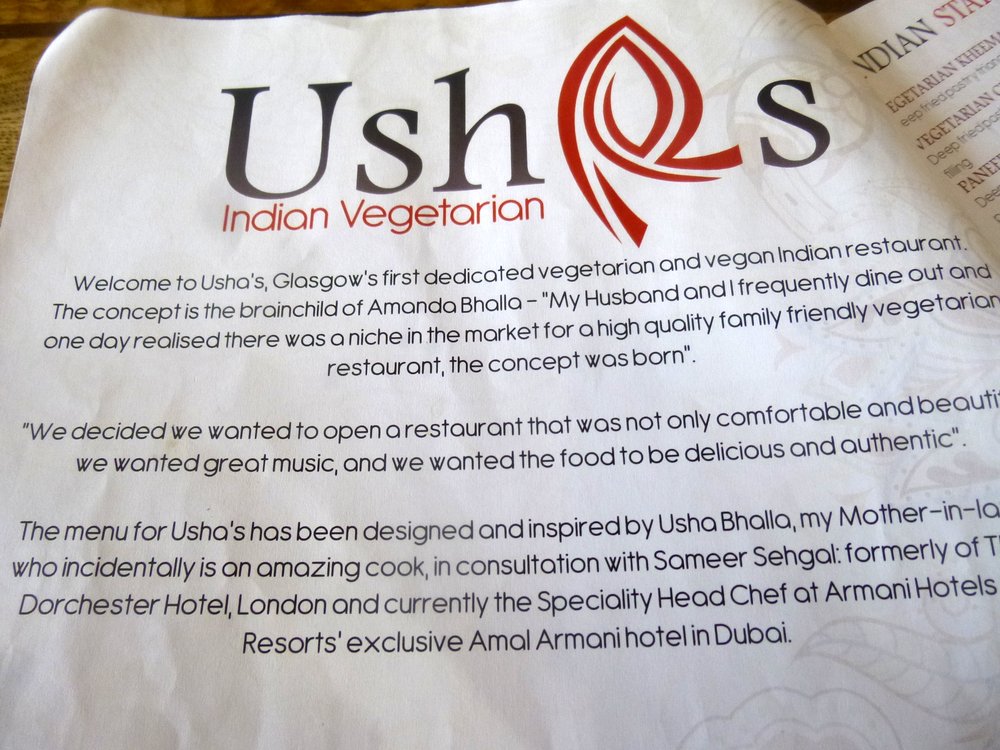 Ushas
Indian Vegetarian
Welcome to Usha's, Glasgow's first dedicated vegetarian and vegan Indian restaurant.
The concept is the brainchild of Amanda Bhalla - "My Husband and I frequently dine out and
one day realised there was a niche in the market for a high quality family friendly vegetarian
restaurant, the concept was born".
"We decided we wanted to open a restaurant that was not only comfortable and
we wanted great music, and we wanted the food to be delicious and authentic".
The menu for Usha's has been designed and inspired by Usha Bhalla, my
who incidentally is an amazing cook, in consultation with Sameer Sehgal: formerly of
Dorchester Hotel, London and currently the Speciality Head Chef at Armani Hotels
Resorts' exclusive Amal Armani hotel in Dubai.
filling